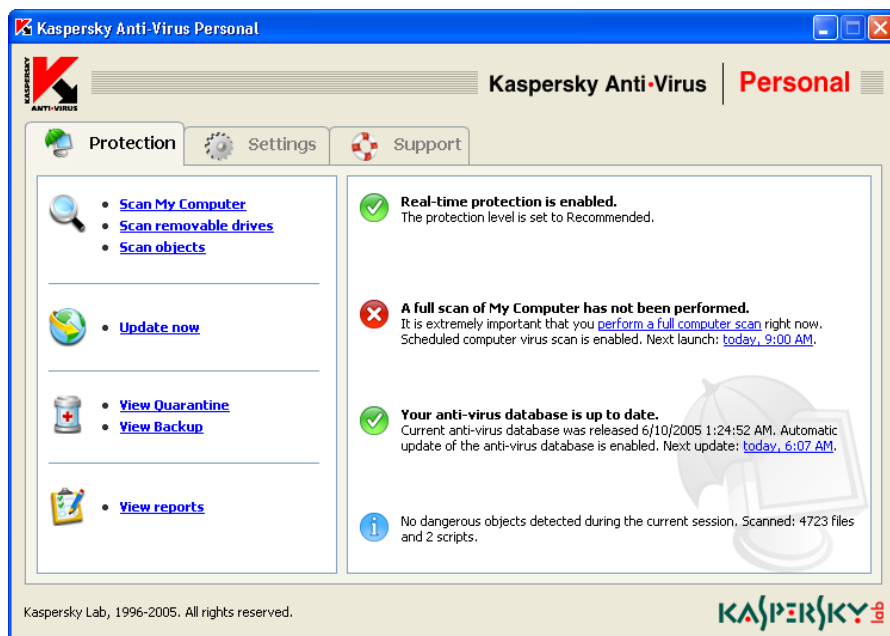 Kaspersky Anti-Virus Personal
KASPERSKY
ANTI-VIRUS
Kaspersky Anti•Virus Personal
Protection
Settings
Support
Scan My Computer
Scan removable drives
Scan objects
Update now
View Quarantine
View Backup
View reports
Real-time protection is enabled.
The protection level is set to Recommended.
A full scan of My Computer has not been performed.
It is extremely important that you perform a full computer scan right now.
Scheduled computer virus scan is enabled. Next launch: today, 9:00 AM.
Your anti-virus database is up to date.
Current anti-virus database was released 6/10/2005 1:24:52 AM. Automatic
update of the anti-virus database is enabled. Next update: today, 6:07 AM.
No dangerous objects detected during the current session. Scanned: 4723 files
and 2 scripts.
Kaspersky Lab, 1996-2005. All rights reserved.
KASPERSKY lab